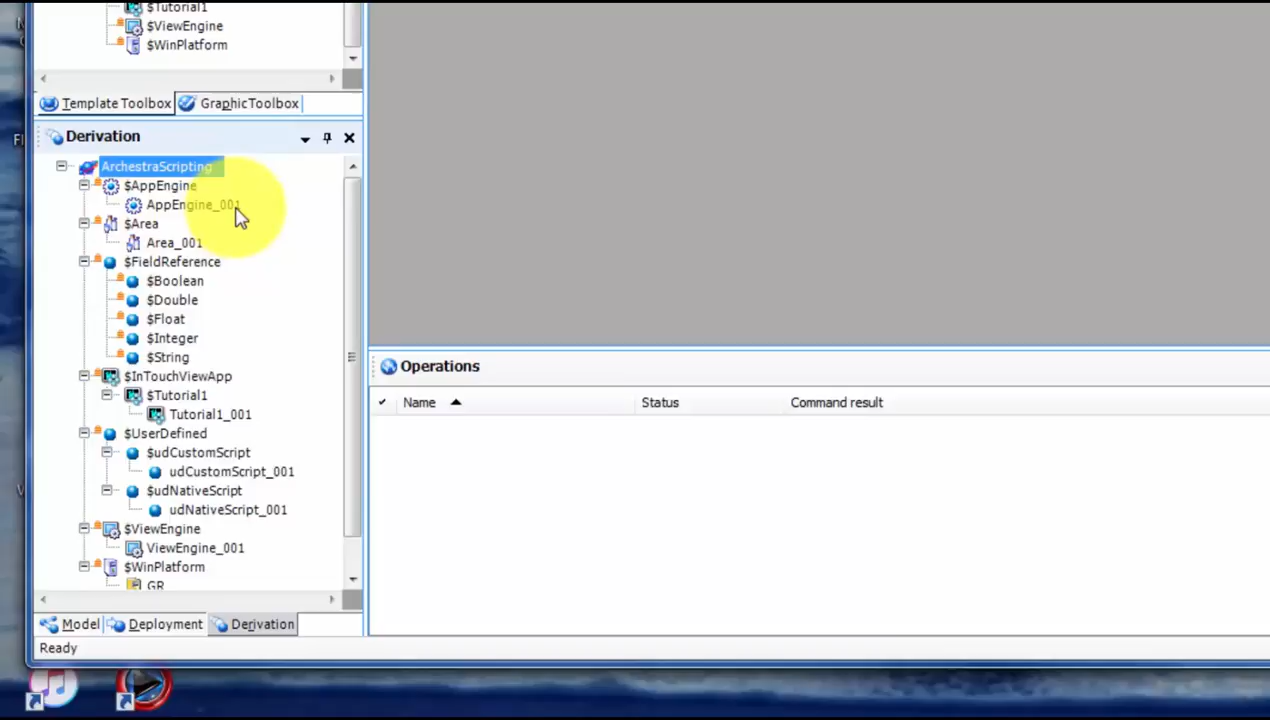 $Tutorial1
$ViewEngine
$WinPlatform
Template Toolbox
GraphicToolbox
Derivation
ArchestraScripting
$AppEngine
AppEngine_001
$Area
Area_001
$FieldReference
$Boolean
$Double
$Float
$Integer
$String
$InTouchViewApp
$Tutorial1
Tutorial1_001
$UserDefined
$udCustomScript
udCustomScript_001
$udNativeScript
udNativeScript_001
$ViewEngine
ViewEngine_001
$WinPlatform
GR
Model
Deployment
Derivation
Ready
Operations
Name
Status
Command result